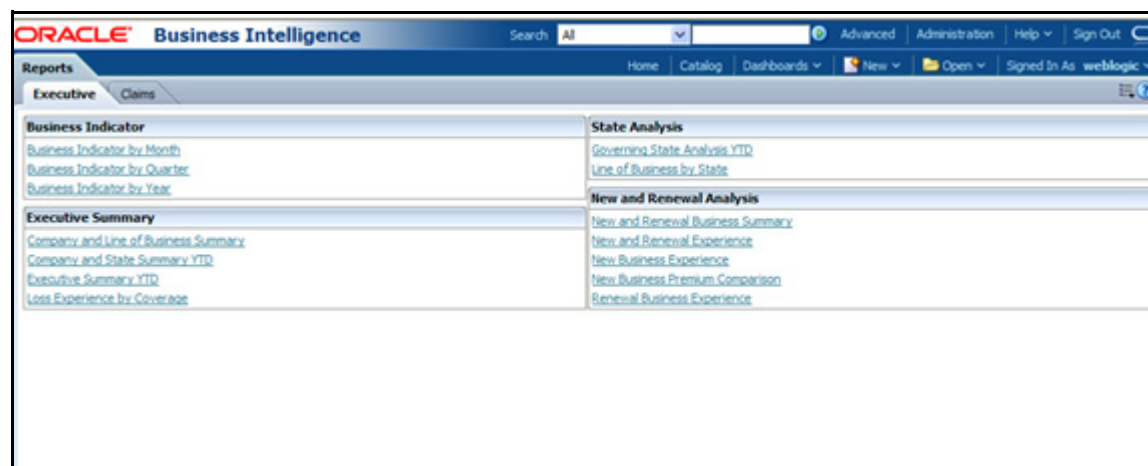 ORACLE Business Intelligence Search All Advanced Administration Help Sign Out
Reports Home Catalog Dashboards New Open Signed In As weblogic
Executive Claims
Business Indicator
Business Indicator by Month
Business Indicator by Quarter
Business Indicator by Year
Executive Summary
Company and Line of Business Summary
Company and State Summary YTD
Executive Summary YTD
Loss Experience by Coverage
State Analysis
Governing State Analysis YTD
Line of Business by State
New and Renewal Analysis
New and Renewal Business Summary
New and Renewal Experience
New Business Experience
New Business Premium Comparison
Renewal Business Experience